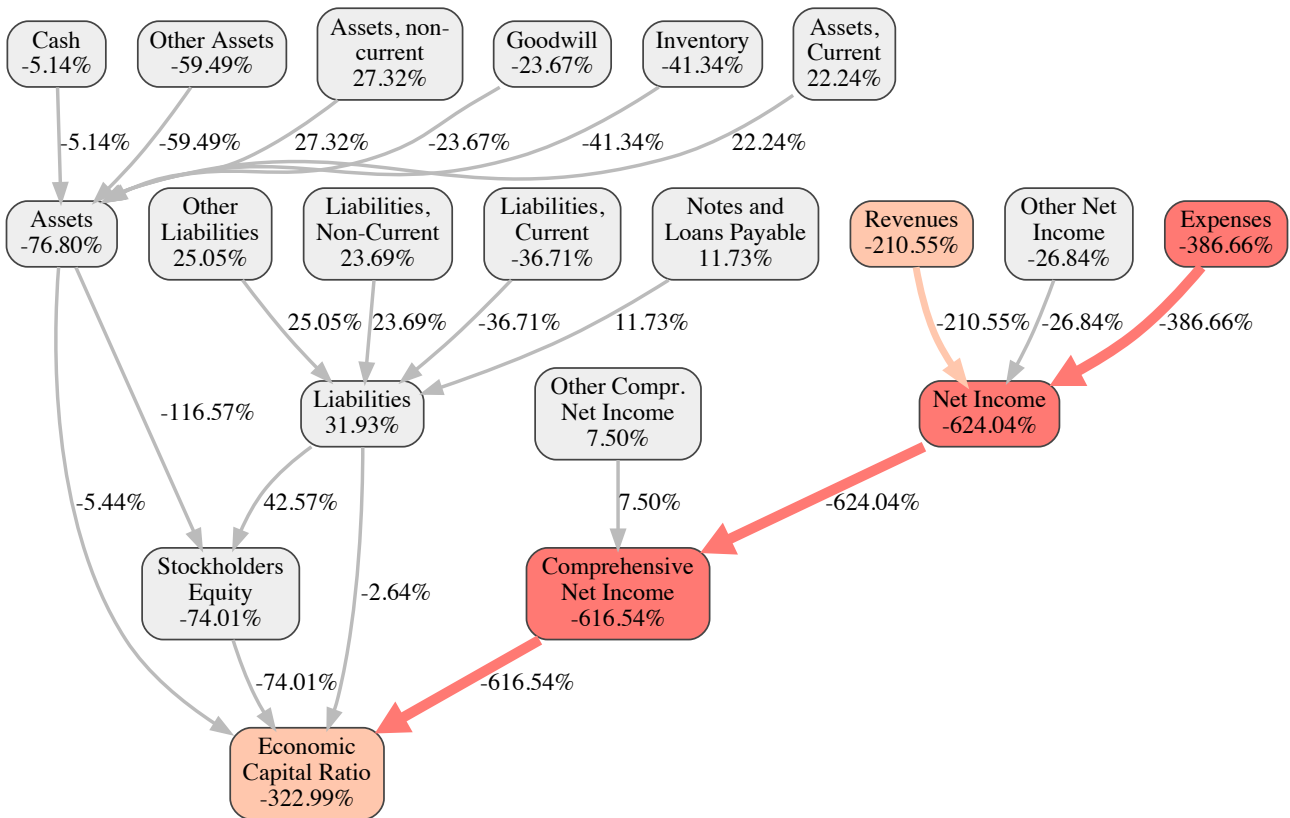 Cash
-5.14%
Other Assets
-59.49%
Assets, non-
current
27.32%
Goodwill
-23.67%
Inventory
-41.34%
Assets,
Current
22.24%
-5.14%
-59.49%
27.32%
-23.67%
-41.34%
22.24%
Assets
-76.80%
Other
Liabilities
25.05%
Liabilities,
Non-Current
23.69%
Liabilities,
Current
-36.71%
Notes and
Loans Payable
11.73%
Revenues
-210.55%
Other Net
Income
-26.84%
Expenses
-386.66%
25.05%
23.69%
-36.71%
11.73%
-210.55%
-26.84%
-386.66%
-116.57%
Liabilities
31.93%
Other Compr.
Net Income
7.50%
Net Income
-624.04%
-5.44%
42.57%
7.50%
-624.04%
Stockholders
Equity
-74.01%
-2.64%
Comprehensive
Net Income
-616.54%
-74.01%
-616.54%
Economic
Capital Ratio
-322.99%